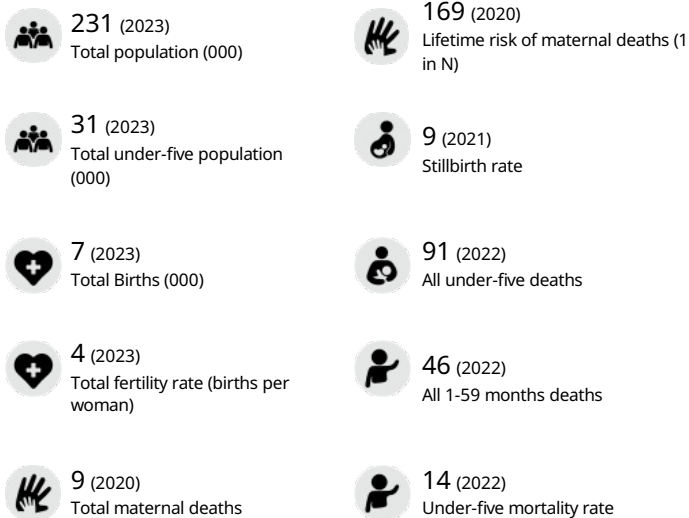 231 (2023)
Total population (000)
31 (2023)
Total under-five population
(000)
7 (2023)
Total Births (000)
4 (2023)
Total fertility rate (births per
woman)
9 (2020)
Total maternal deaths
169 (2020)
Lifetime risk of maternal deaths (1
in N)
9 (2021)
Stillbirth rate
91 (2022)
All under-five deaths
46 (2022)
All 1-59 months deaths
14 (2022)
Under-five mortality rate